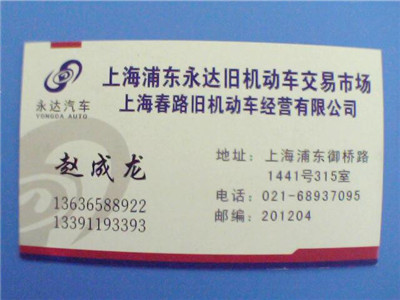 上海浦东永达旧机动车交易市场
上海春路旧机动车经营有限公司
永达汽车
YONGDA AUTO
赵成龙
13636588922
13391193393
地址：上海浦东御桥路
1441号315室
电话：021-68937095
邮编：201204